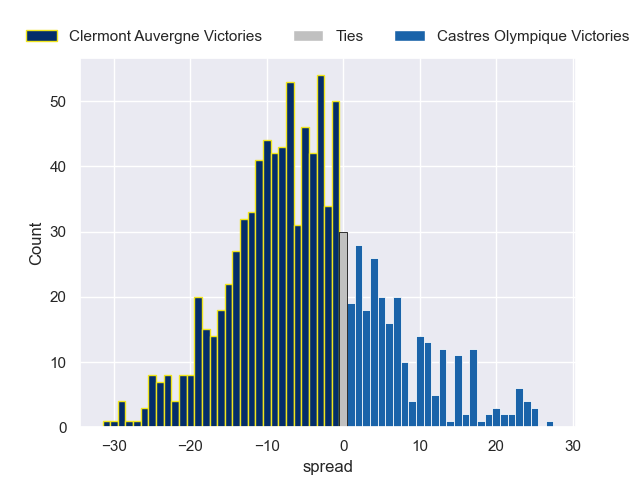 Clermont Auvergne Victories Ties Castres Olympique Victories
50
40
30
20
10
0
Count
−30 −20 −10 0 10 20 30
spread